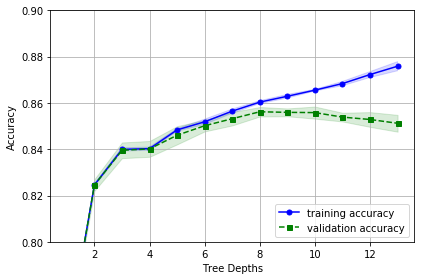 0.90
0.88
0.86
0.84
0.82
0.80
Accuracy
2 4 6 8 10 12
Tree Depths
training accuracy
validation accuracy